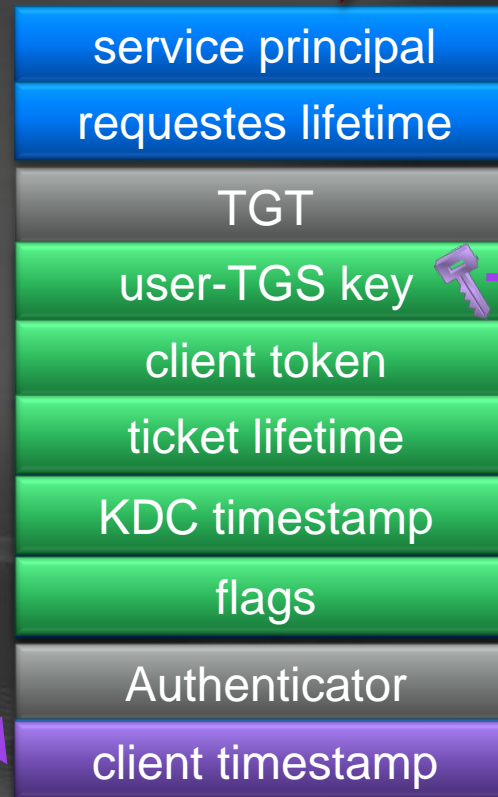 service principal
requestes lifetime
TGT
user-TGS key
client token
ticket lifetime
KDC timestamp
flags
Authenticator
client timestamp